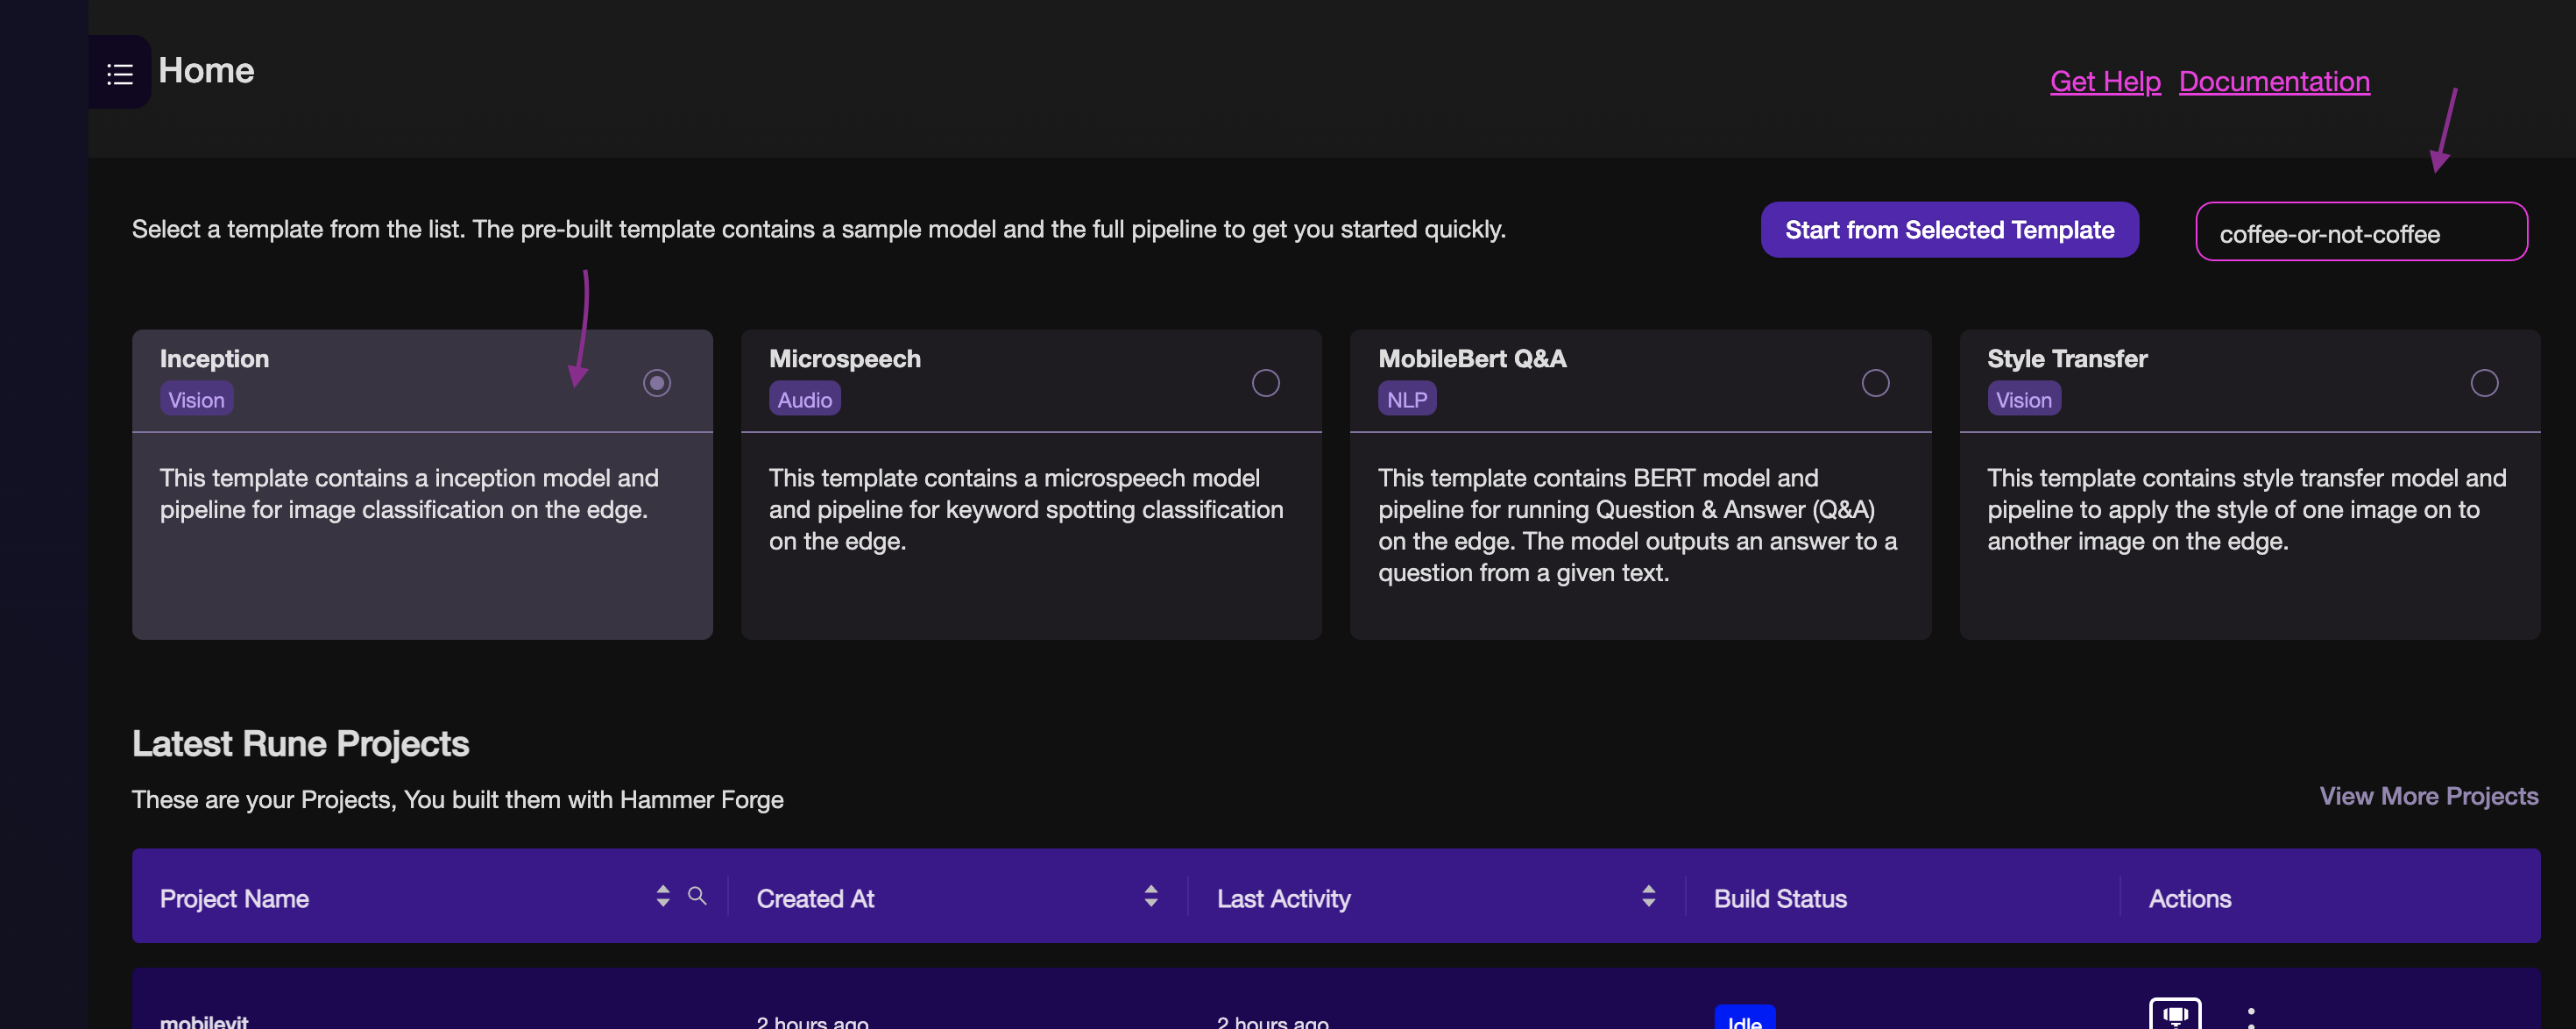 Home
Get Help Documentation
Select a template from the list. The pre-built template contains a sample model and the full pipeline to get you started quickly.
Start from Selected Template
coffee-or-not-coffee
Inception
Vision
This template contains a inception model and
pipeline for image classification on the edge.
Microspeech
Audio
This template contains a microspeech model
and pipeline for keyword spotting classification
on the edge.
MobileBert Q&A
NLP
This template contains BERT model and
pipeline for running Question & Answer (Q&A)
on the edge. The model outputs an answer to a
question from a given text.
Style Transfer
Vision
This template contains style transfer model and
pipeline to apply the style of one image on to
another image on the edge.
Latest Rune Projects
These are your Projects, You built them with Hammer Forge
View More Projects
Project Name Created At Last Activity Build Status Actions
mobilevit 2 hours ago 2 hours ago Idle